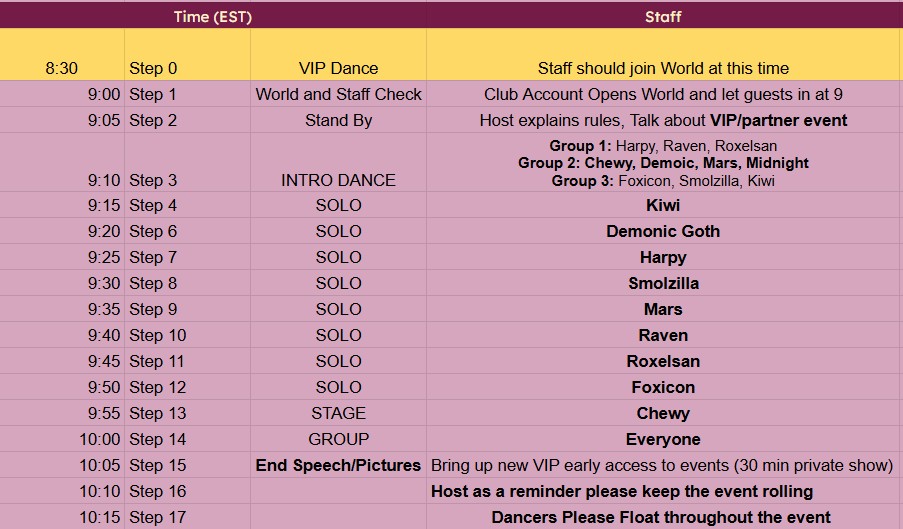 Time (EST) Staff
8:30 Step 0 VIP Dance Staff should join World at this time
9:00 Step 1 World and Staff Check Club Account Opens World and let guests in at 9
9:05 Step 2 Stand By Host explains rules, Talk about VIP/partner event
Group 1: Harpy, Raven, Roxelsan
Group 2: Chewy, Demoic, Mars, Midnight
9:10 Step 3 INTRO DANCE Group 3: Foxicon, Smolzilla, Kiwi
9:15 Step 4 SOLO Kiwi
9:20 Step 6 SOLO Demonic Goth
9:25 Step 7 SOLO Harpy
9:30 Step 8 SOLO Smolzilla
9:35 Step 9 SOLO Mars
9:40 Step 10 SOLO Raven
9:45 Step 11 SOLO Roxelsan
9:50 Step 12 SOLO Foxicon
9:55 Step 13 STAGE Chewy
10:00 Step 14 GROUP Everyone
10:05 Step 15 End Speech/Pictures Bring up new VIP early access to events (30 min private show)
10:10 Step 16 Host as a reminder please keep the event rolling
10:15 Step 17 Dancers Please Float throughout the event